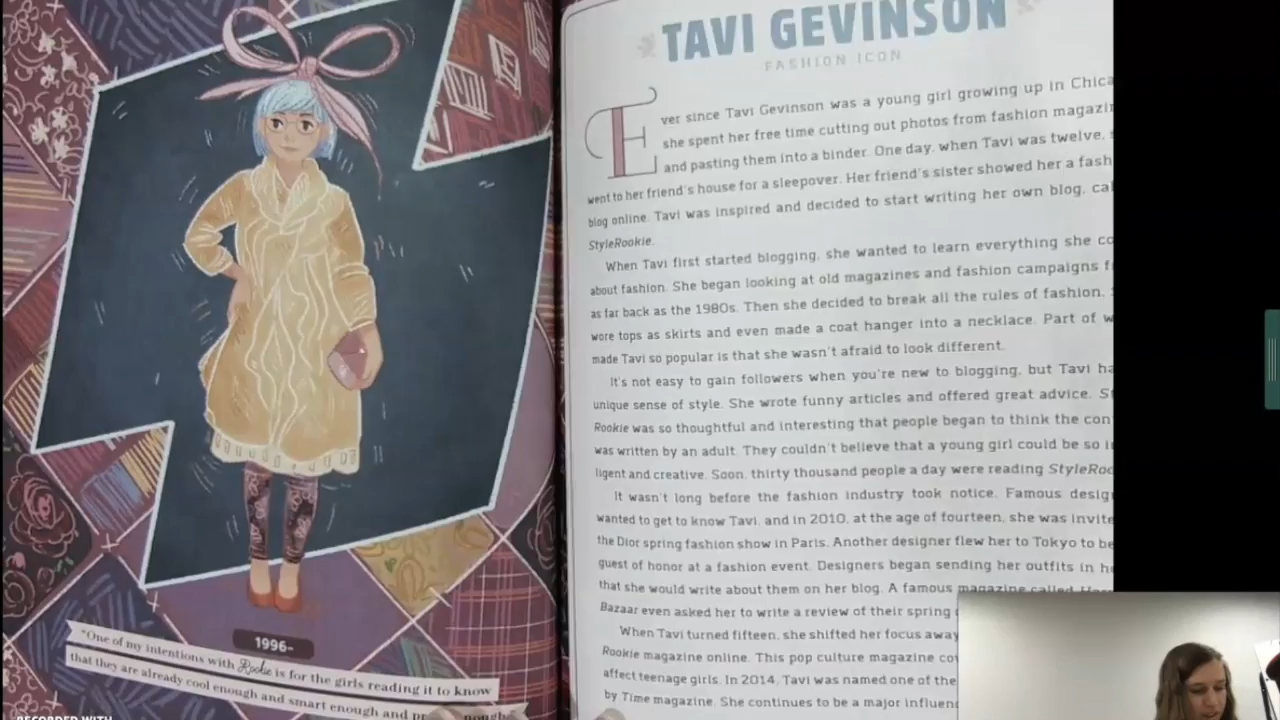 TAVI GEVINSON
FASHION ICON
Ever since Tavi Gevinson was a young girl growing up in Chica
she spent her free time cutting out photos from fashion magazin
and pasting them into a binder. One day, when Tavi was twelve, s
went to her friend's house for a sleepover. Her friend's sister showed her a fash
blog online. Tavi was inspired and decided to start writing her own blog, cal
StyleRookie.
When Tavi first started blogging, she wanted to learn everything she co
about fashion. She began looking at old magazines and fashion campaigns f
as far back as the 1980s. Then she decided to break all the rules of fashion.
wore tops as skirts and even made a coat hanger into a necklace. Part of w
made Tavi so popular is that she wasn't afraid to look different.
It's not easy to gain followers when you're new to blogging, but Tavi ha
unique sense of style. She wrote funny articles and offered great advice. St
Rookie was so thoughtful and interesting that people began to think the con
was written by an adult. They couldn't believe that a young girl could be so i
ligent and creative. Soon, thirty thousand people a day were reading StyleRoo
It wasn't long before the fashion industry took notice. Famous desig
wanted to get to know Tavi, and in 2010, at the age of fourteen, she was invite
the Dior spring fashion show in Paris. Another designer flew her to Tokyo to be
guest of honor at a fashion event. Designers began sending her outfits in h
that she would write about them on her blog. A famous magazine called
Bazaar even asked her to write a review of their spring
When Tavi turned fifteen, she shifted her focus away
Rookie magazine online. This pop culture magazine co
affect teenage girls. In 2014, Tavi was named one of the
by Time magazine. She continues to be a major influen
1996-
"One of my intentions with Rookie is for the girls reading it to know
that they are already cool enough and smart enough and pr nough
RECORDED WITH